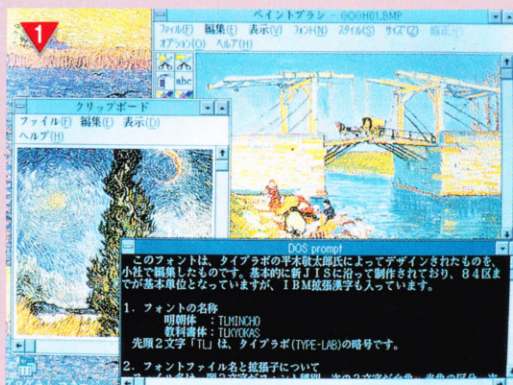 1
ペイントブラシ - GOGH01.BMP
ファイル(F) 編集(E) 表示(V) フォント(N) スタイル(S) サイズ(Z)
オプション(O) ヘルプ(H)
abc
クリップボード
ファイル(F) 編集(E) 表示(D)
ヘルプ(H)
DOS prompt
このフォントは、タイプラボの平木敬太郎氏によってデザインされたものを、
小社で編集したものです。基本的に新JISに沿って制作されており、84区ま
でが基本単位となっていますが、IBM拡張漢字も入っています。
1. フォントの名称
明朝体 :TLMINCHO
教科書体:TLKYOKAS
先頭2文字「TL」は、タイプラボ(TYPE-LAB)の略号です。
2. フォントファイル名と拡張子について